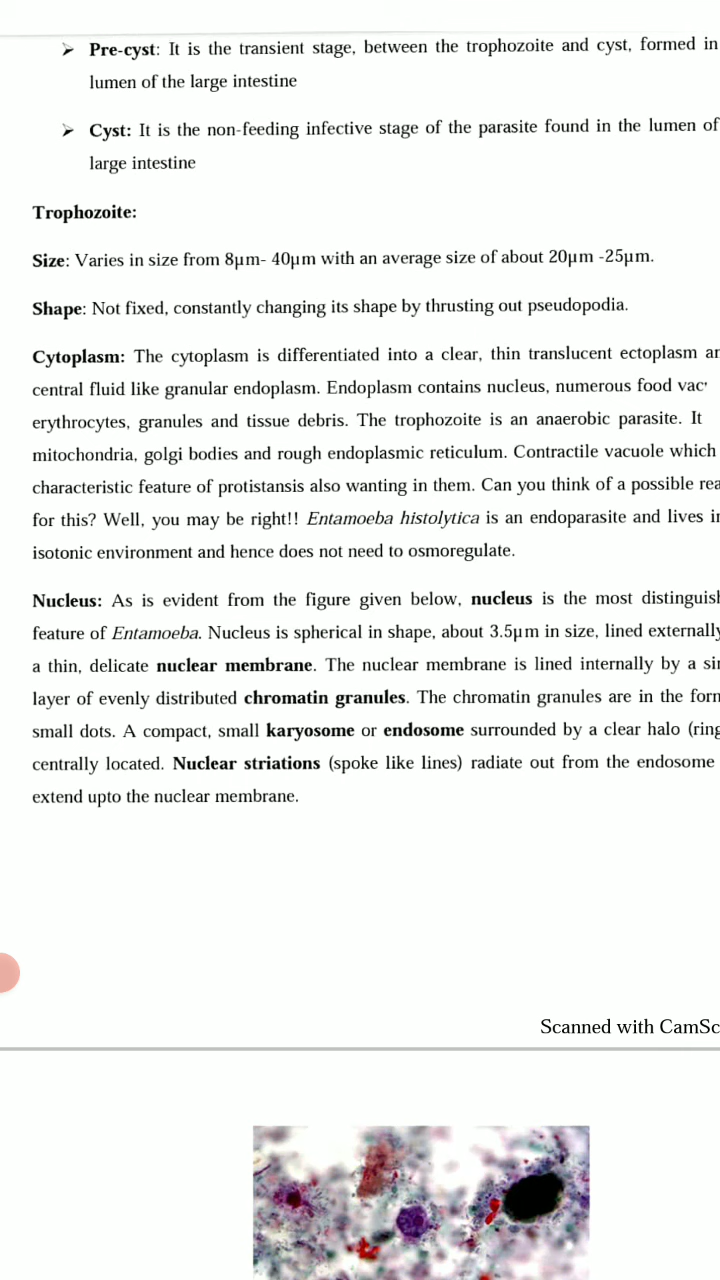 ➢ Pre-cyst: It is the transient stage, between the trophozoite and cyst, formed in
lumen of the large intestine
➢ Cyst: It is the non-feeding infective stage of the parasite found in the lumen of
large intestine
Trophozoite:
Size: Varies in size from 8µm- 40µm with an average size of about 20µm -25µm.
Shape: Not fixed, constantly changing its shape by thrusting out pseudopodia.
Cytoplasm: The cytoplasm is differentiated into a clear, thin translucent ectoplasm
central fluid like granular endoplasm. Endoplasm contains nucleus, numerous food
erythrocytes, granules and tissue debris. The trophozoite is an anaerobic parasite. It
mitochondria, golgi bodies and rough endoplasmic reticulum. Contractile vacuole which
characteristic feature of protistansis also wanting in them. Can you think of a possible
for this? Well, you may be right!! Entamoeba histolytica is an endoparasite and lives
isotonic environment and hence does not need to osmoregulate.
Nucleus: As is evident from the figure given below, nucleus is the most
feature of Entamoeba. Nucleus is spherical in shape, about 3.5µm in size, lined externally
a thin, delicate nuclear membrane. The nuclear membrane is lined internally by a
layer of evenly distributed chromatin granules. The chromatin granules are in the
small dots. A compact, small karyosome or endosome surrounded by a clear halo (ring
centrally located. Nuclear striations (spoke like lines) radiate out from the endosome
extend upto the nuclear membrane.
Scanned with